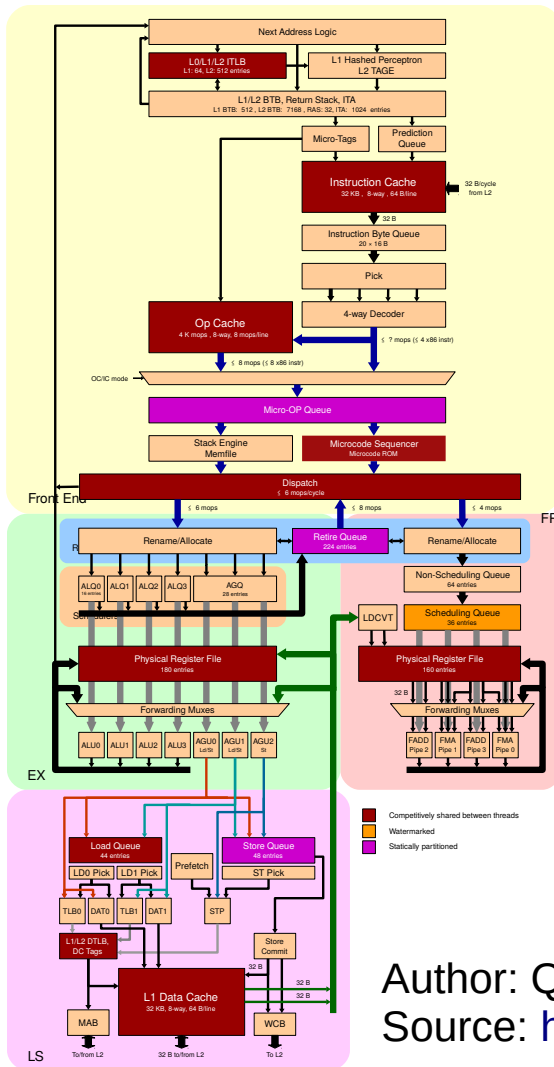 Next Address Logic
L0/L1/L2 ITLB
L1: 64, L2: 512 entries
L1 Hashed Perceptron
L2 TAGE
L1/L2 BTB, Return Stack, ITA
L1 BTB: 512 , L2 BTB: 7168 , RAS: 32, ITA: 1024 entries
Micro-Tags
Prediction
Queue
Instruction Cache
32 KB , 8-way, 64 B/line
32 B/cycle
from L2
32 B
Instruction Byte Queue
20 × 16 B
Pick
Op Cache
4 K mops , 8-way, 8 mops/line
4-way Decoder
≤ 8 mops (≤ 8 x86 instr)
≤ ? mops (≤ 4 x86 instr)
OC/IC mode
Micro-OP Queue
Stack Engine
Memfile
Microcode Sequencer
Microcode ROM
Dispatch
≤ 6 mops/cycle
Front End
≤ 6 mops
≤ 8 mops
≤ 4 mops
Rename/Allocate
Retire Queue
224 entries
Rename/Allocate
ALQ0
16 entries
ALQ1
ALQ2
ALQ3
AGQ
28 entries
Schedulers
Non-Scheduling Queue
64 entries
LDCVT
Scheduling Queue
36 entries
Physical Register File
180 entries
Physical Register File
160 entries
32 B
Forwarding Muxes
Forwarding Muxes
ALU0
ALU1
ALU2
ALU3
AGU0
Ld/St
AGU1
Ld/St
AGU2
St
FADD
Pipe 2
FMA
Pipe 1
FADD
Pipe 3
FMA
Pipe 0
EX
Competitively shared between threads
Watermarked
Statically partitioned
Load Queue
44 entries
Store Queue
48 entries
LD0 Pick
LD1 Pick
Prefetch
ST Pick
TLB0
DAT0
TLB1
DAT1
STP
L1/L2 DTLB,
DC Tags
Store
Commit
32 B
L1 Data Cache
32 KB, 8-way, 64 B/line
32 B
32 B
MAB
WCB
LS
To/from L2
32 B to/from L2
To L2
Author: Q
Source: h